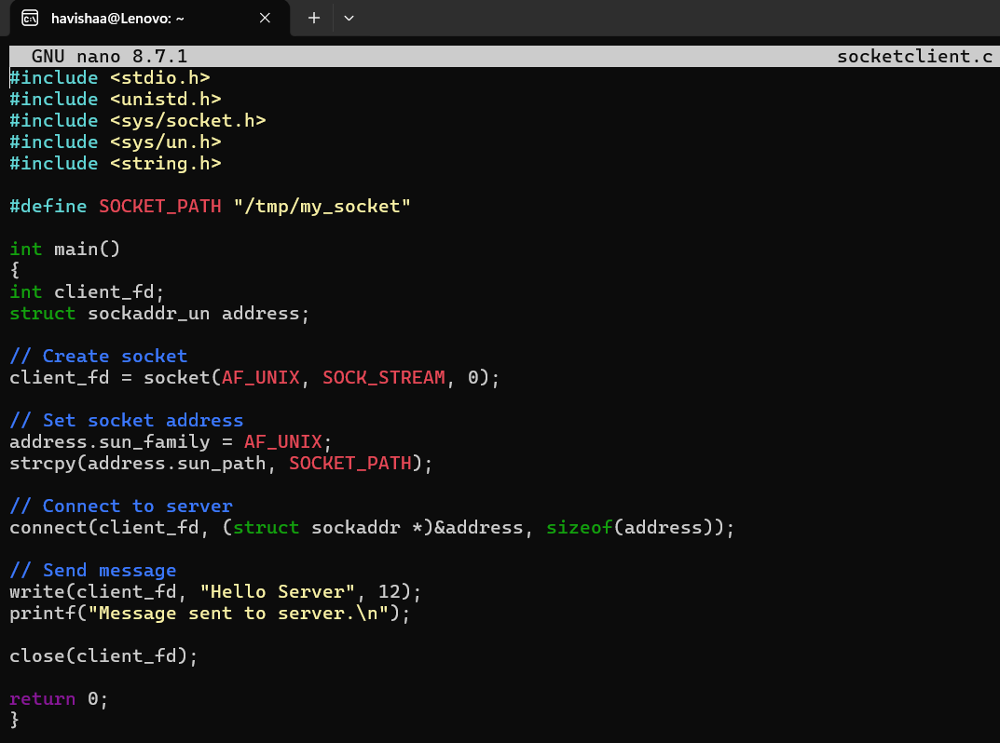 havishaa@Lenovo: ~
GNU nano 8.7.1 socketclient.c
#include <stdio.h>
#include <unistd.h>
#include <sys/socket.h>
#include <sys/un.h>
#include <string.h>

#define SOCKET_PATH "/tmp/my_socket"

int main()
{
int client_fd;
struct sockaddr_un address;

// Create socket
client_fd = socket(AF_UNIX, SOCK_STREAM, 0);

// Set socket address
address.sun_family = AF_UNIX;
strcpy(address.sun_path, SOCKET_PATH);

// Connect to server
connect(client_fd, (struct sockaddr *)&address, sizeof(address));

// Send message
write(client_fd, "Hello Server", 12);
printf("Message sent to server.\n");

close(client_fd);

return 0;
}